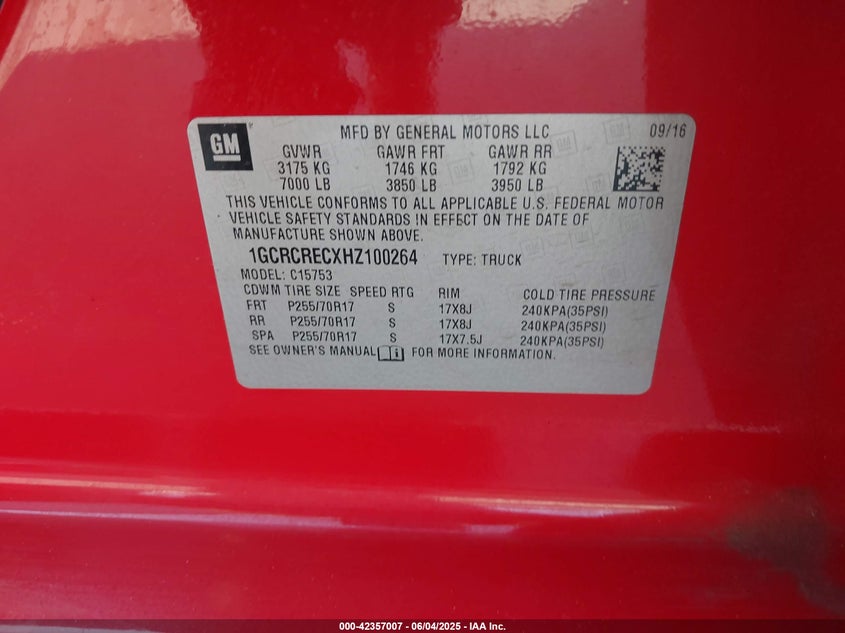 GM
MFD BY GENERAL MOTORS LLC 09/16
GVWR GAWR FRT GAWR RR
3175 KG 1746 KG 1792 KG
7000 LB 3850 LB 3950 LB
THIS VEHICLE CONFORMS TO ALL APPLICABLE U.S. FEDERAL MOTOR
VEHICLE SAFETY STANDARDS IN EFFECT ON THE DATE OF
MANUFACTURE SHOWN ABOVE.
1GCRCRECXHZ100264 TYPE: TRUCK
MODEL: C15753
CDWM TIRE SIZE SPEED RTG RIM COLD TIRE PRESSURE
FRT P255/70R17 S 17X8J 240KPA(35PSI)
RR P255/70R17 S 17X8J 240KPA(35PSI)
SPA P255/70R17 S 17X7.5J 240KPA(35PSI)
SEE OWNER'S MANUAL FOR MORE INFORMATION.
000-42357007 - 06/04/2025 - IAA Inc.